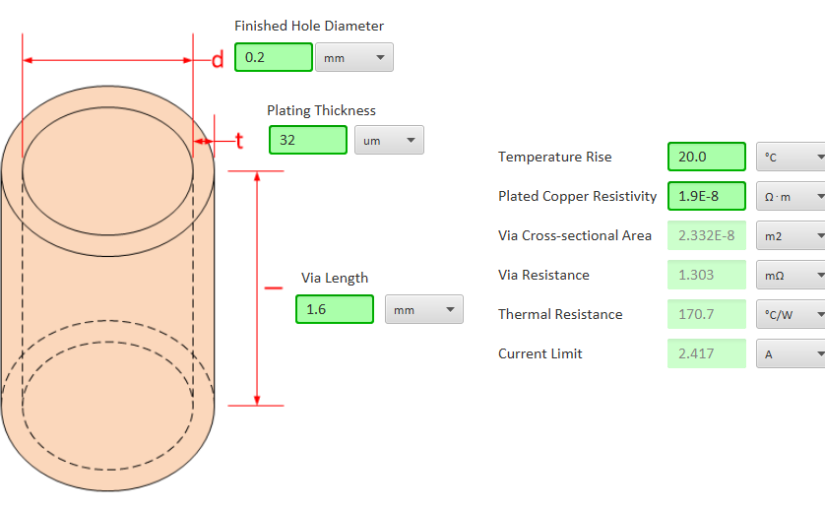 Finished Hole Diameter
d 0.2 mm
Plating Thickness
t 32 um
Temperature Rise 20.0 °C
Plated Copper Resistivity 1.9E-8 Ω·m
Via Cross-sectional Area 2.332E-8 m2
Via Resistance 1.303 mΩ
Via Length
l 1.6 mm
Thermal Resistance 170.7 °C/W
Current Limit 2.417 A